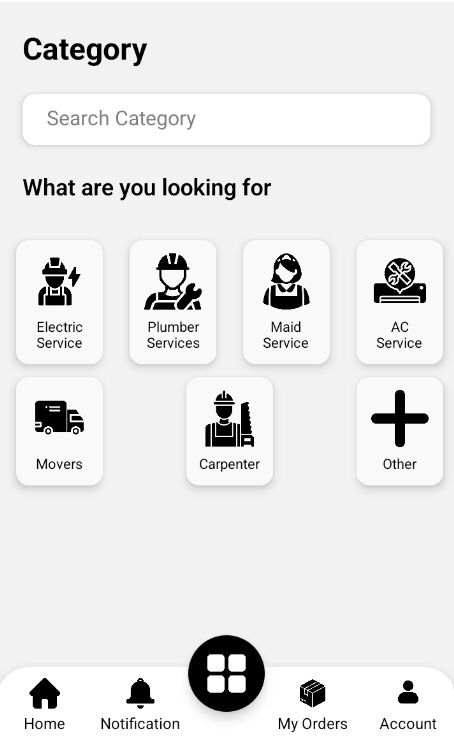 Category
Search Category
What are you looking for
Electric
Service
Plumber
Services
Maid
Service
AC
Service
Movers
Carpenter
Other
Home
Notification
My Orders
Account